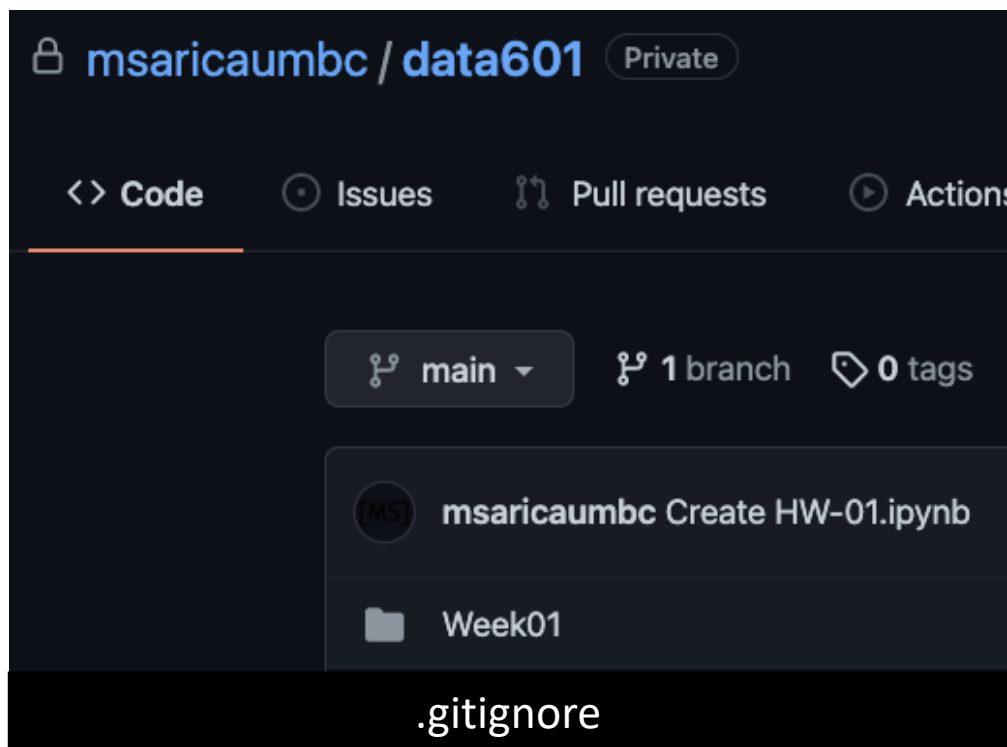 msaricaumbc / data601 Private
Code Issues Pull requests Actions
main 1 branch 0 tags
[MS] msaricaumbc Create HW-01.ipynb
Week01
.gitignore